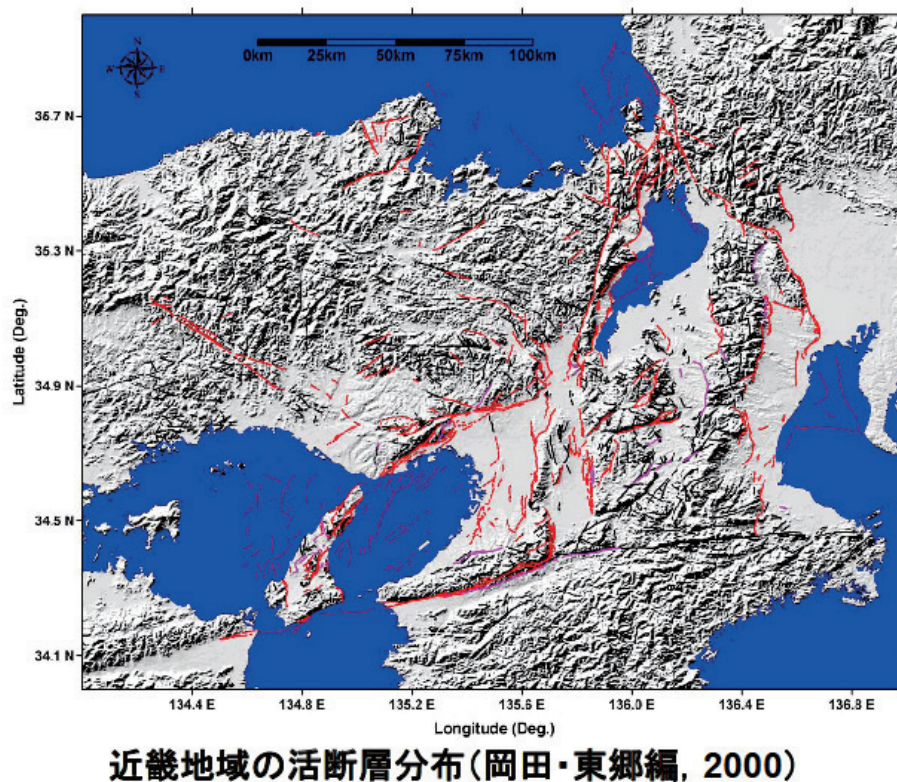 N
E
S
0km 25km 50km 75km 100km
36.7 N
35.3 N
34.9 N
34.5 N
34.1 N
134.4 E 134.8 E 135.2 E 135.6 E 136.0 E 136.4 E 136.8 E
Latitude (Deg.)
Longitude (Deg.)
近畿地域の活断層分布(岡田・東郷編, 2000)